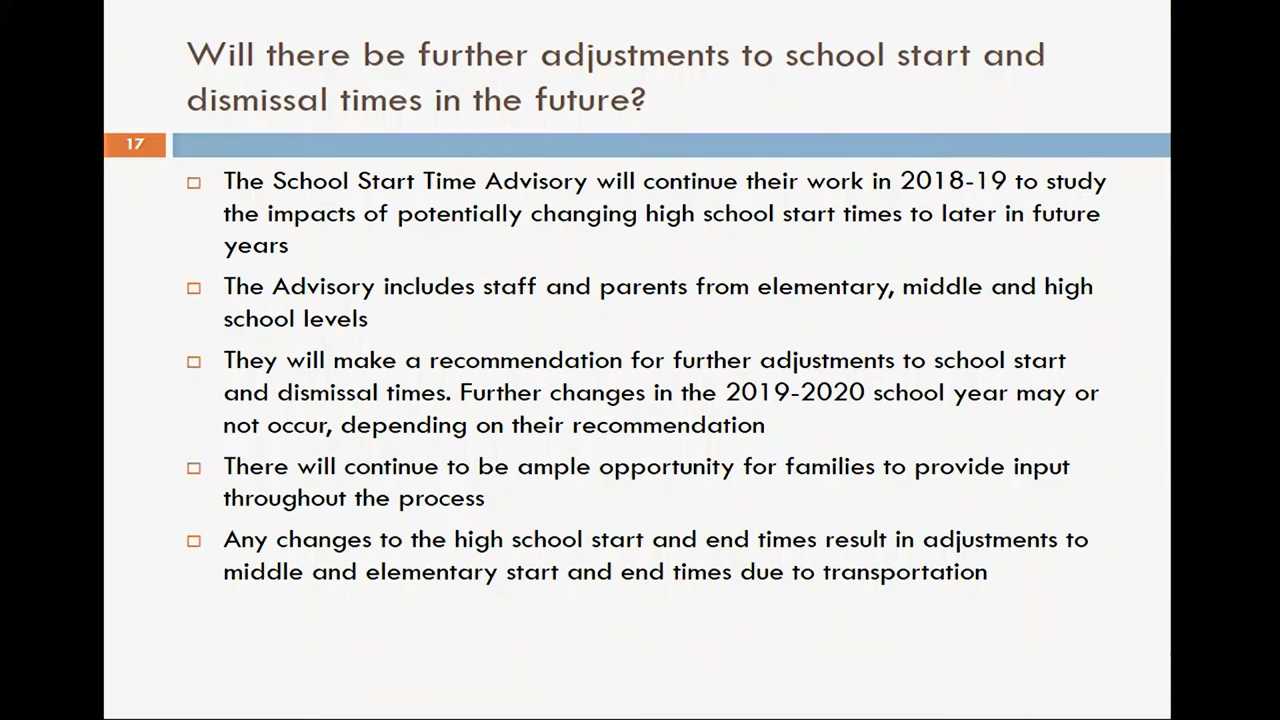 Will there be further adjustments to school start and
dismissal times in the future?
17
The School Start Time Advisory will continue their work in 2018-19 to study
the impacts of potentially changing high school start times to later in future
years
The Advisory includes staff and parents from elementary, middle and high
school levels
They will make a recommendation for further adjustments to school start
and dismissal times. Further changes in the 2019-2020 school year may or
not occur, depending on their recommendation
There will continue to be ample opportunity for families to provide input
throughout the process
Any changes to the high school start and end times result in adjustments to
middle and elementary start and end times due to transportation